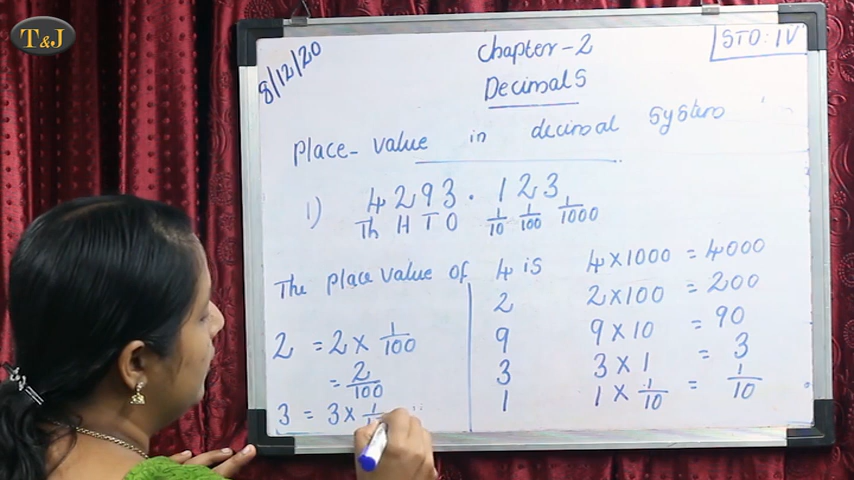 T&J
8/12/20
Chapter-2
STD: IV
Decimals
Place-value in decimal system
1) 4293.123
Th H T O 1/10 1/100 1/1000
The place value of 4 is 4×1000 = 4000
2 2×100 = 200
9 9×10 = 90
3 3×1 = 3
1 1×1/10 = 1/10
2 = 2×1/100
= 2/100
3 = 3×1/